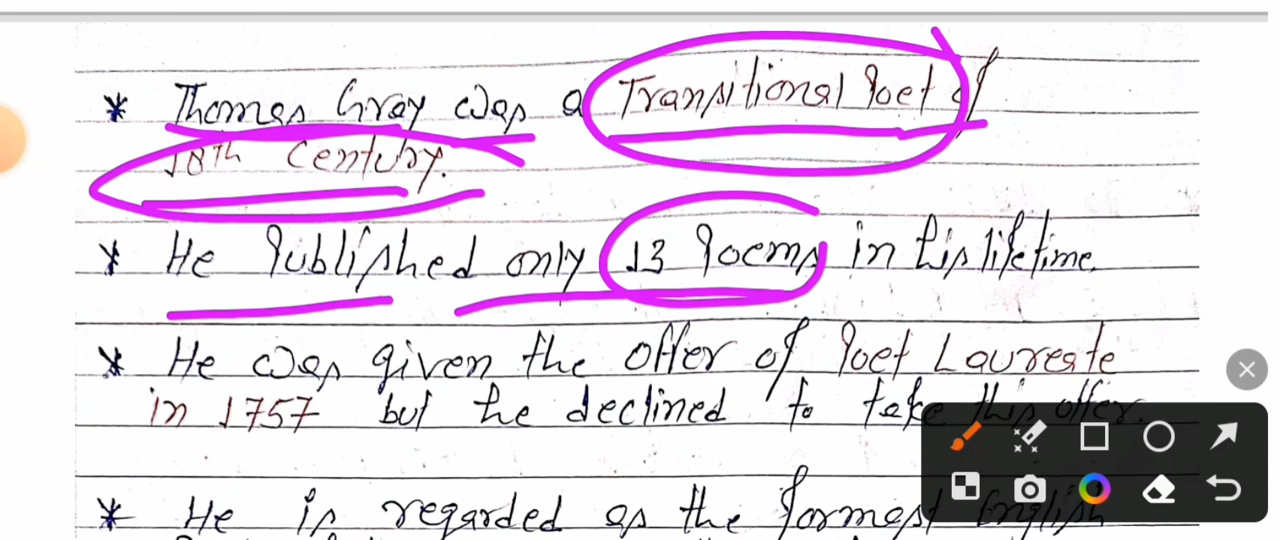 * Thomas Gray was a Transitional Poet of
18th Century.
* He Published only 13 Poems in his lifetime.
* He was given the offer of Poet Laureate
in 1757 but he declined to take this offer.
* He is regarded as the formest English